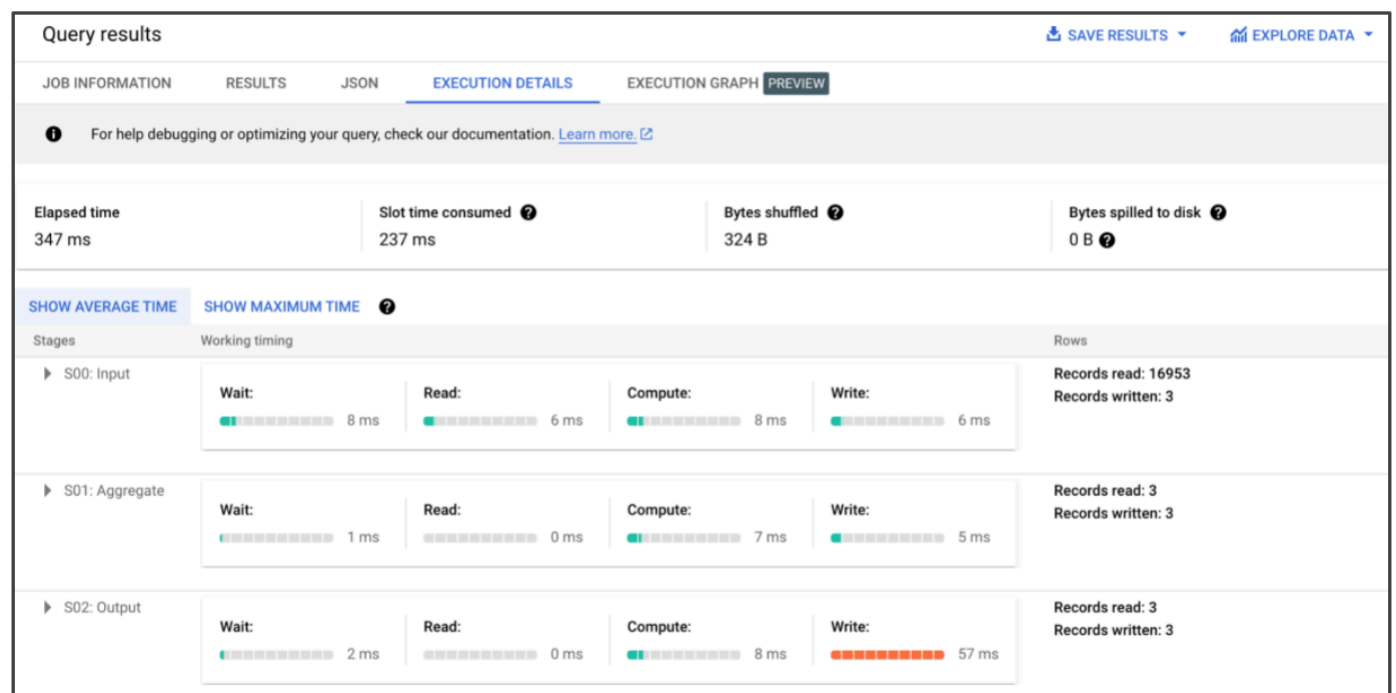 Query results
SAVE RESULTS
EXPLORE DATA
JOB INFORMATION RESULTS JSON EXECUTION DETAILS EXECUTION GRAPH PREVIEW
For help debugging or optimizing your query, check our documentation. Learn more.
Elapsed time
347 ms
Slot time consumed
237 ms
Bytes shuffled
324 B
Bytes spilled to disk
0 B
SHOW AVERAGE TIME SHOW MAXIMUM TIME
Stages Working timing Rows
S00: Input
Wait: Read: Compute: Write:
8 ms 6 ms 8 ms 6 ms
Records read: 16953
Records written: 3
S01: Aggregate
Wait: Read: Compute: Write:
1 ms 0 ms 7 ms 5 ms
Records read: 3
Records written: 3
S02: Output
Wait: Read: Compute: Write:
2 ms 0 ms 8 ms 57 ms
Records read: 3
Records written: 3